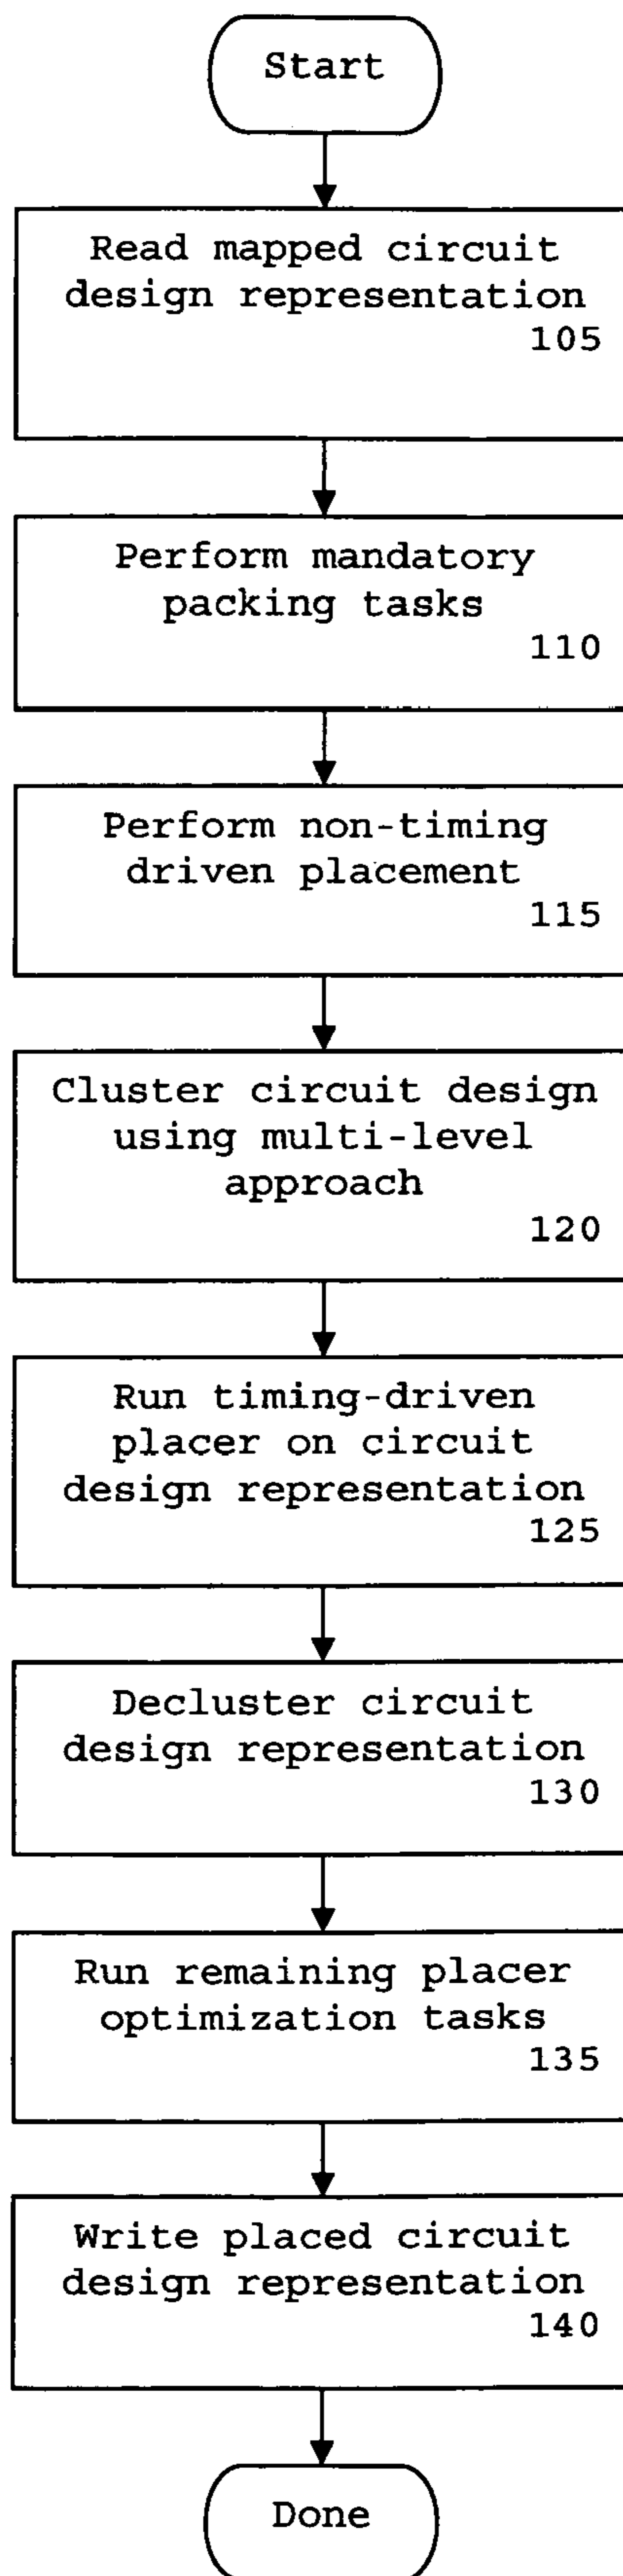 Start
Read mapped circuit
design representation
105
Perform mandatory
packing tasks
110
Perform non-timing
driven placement
115
Cluster circuit design
using multi-level
approach
120
Run timing-driven
placer on circuit
design representation
125
Decluster circuit
design representation
130
Run remaining placer
optimization tasks
135
Write placed circuit
design representation
140
Done